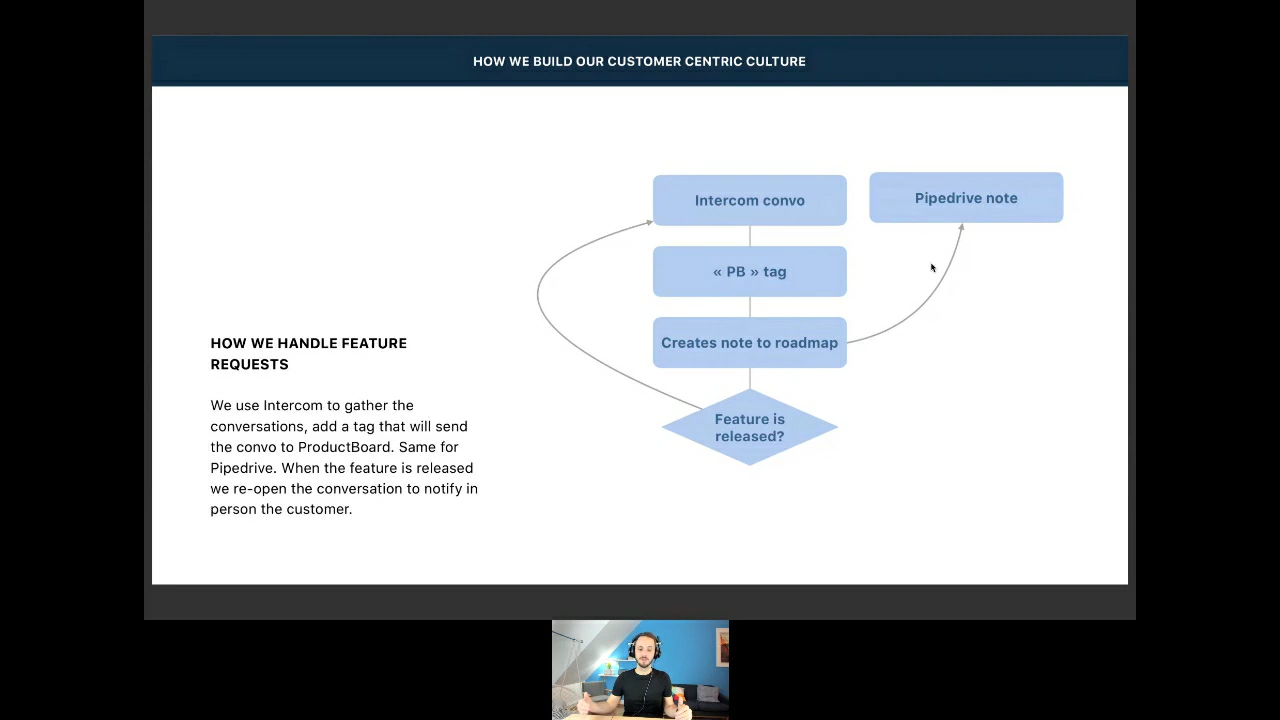 HOW WE BUILD OUR CUSTOMER CENTRIC CULTURE
Intercom convo
Pipedrive note
« PB » tag
Creates note to roadmap
Feature is
released?
HOW WE HANDLE FEATURE
REQUESTS
We use Intercom to gather the
conversations, add a tag that will send
the convo to ProductBoard. Same for
Pipedrive. When the feature is released
we re-open the conversation to notify in
person the customer.